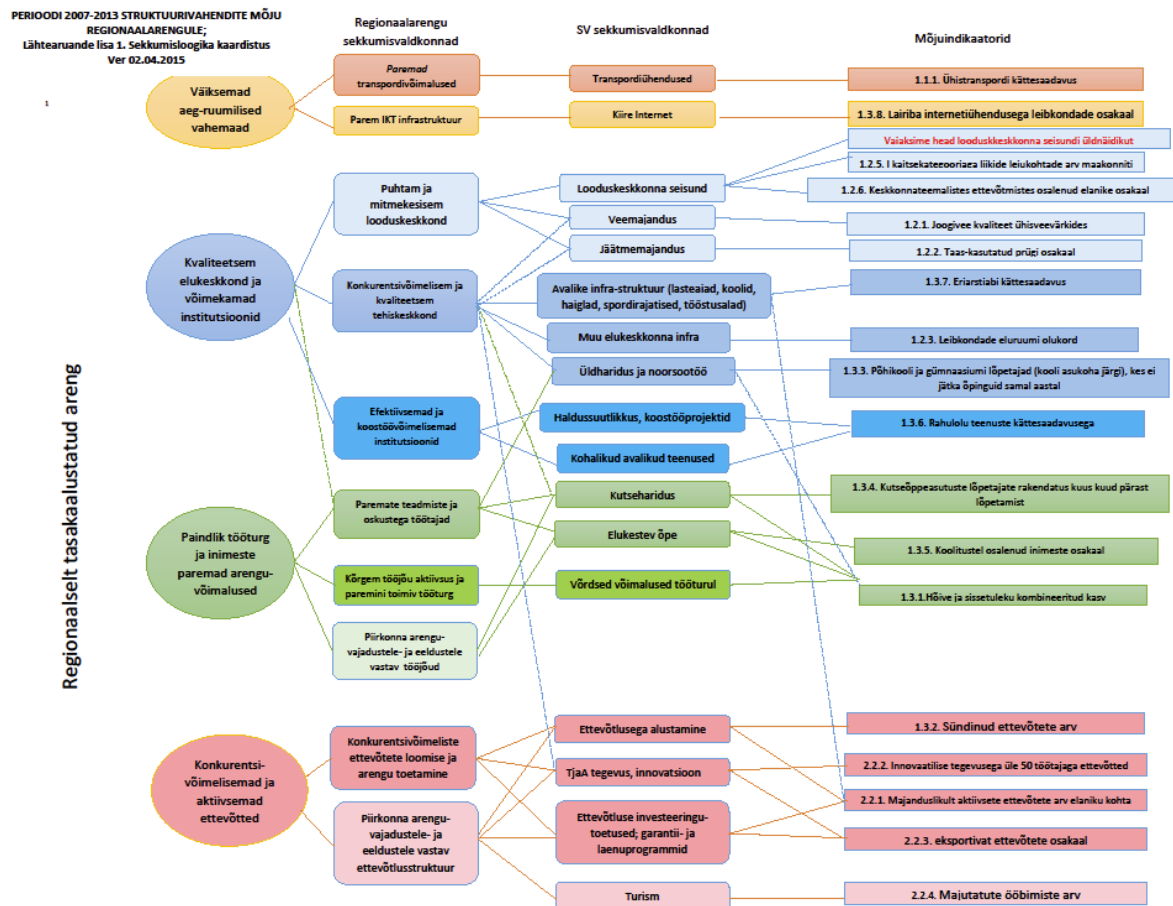 PERIOODI 2007-2013 STRUKTUURIVAHENDITE MÕJU
REGIONAALARENGULE;
Lähtearuande lisa 1. Sekkumisloogika kaardistus
Ver 02.04.2015
1
Regionaalarengu
sekkumisvaldkonnad
SV sekkumisvaldkonnad
Mõjuindikaatorid
Regionaalselt tasakaalustatud areng
Väiksemad
aeg-ruumilised
vahemaad
Paremad
transpordivõimalused
Transpordiühendused
1.1.1. Ühistranspordi kättesaadavus
Parem IKT infrastruktuur
Kiire Internet
1.3.8. Lairiba internetiühendusega leibkondade osakaal
Kvaliteetsem
elukeskkond ja
võimekamad
institutsioonid
Puhtam ja
mitmekesisem
looduskeskkond
Looduskeskkonna seisund
Vajaksime head looduskkeskkonna seisundi üldnäidikut
1.2.5. I kaitsekategooriaga liikide leiukohtade arv maakonniti
1.2.6. Keskkonnateemalistes ettevõtmistes osalenud elanike osakaal
Veemajandus
1.2.1. Joogivee kvaliteet ühisveevärkides
Jäätmemajandus
1.2.2. Taas-kasutatud prügi osakaal
Konkurentsivõimelisem ja
kvaliteetsem
tehiskeskkond
Avalike infra-struktuur (lasteaiad, koolid,
haiglad, spordirajatised, tööstusalad)
1.3.7. Eriarstiabi kättesaadavus
Muu elukeskkonna infra
1.2.3. Leibkondade eluruumi olukord
Üldharidus ja noorsootöö
1.3.3. Põhikooli ja gümnaasiumi lõpetajad (kooli asukoha järgi), kes ei
jätka õpinguid samal aastal
Efektiivsemad ja
koostöövõimelisemad
institutsioonid
Haldussuutlikkus, koostööprojektid
1.3.6. Rahulolu teenuste kättesaadavusega
Kohalikud avalikud teenused
Paindlik tööturg
ja inimeste
paremad arengu-
võimalused
Paremate teadmiste ja
oskustega töötajad
Kutseharidus
1.3.4. Kutseõppeasutuste lõpetajate rakendatus kuus kuud pärast
lõpetamist
Elukestev õpe
1.3.5. Koolitustel osalenud inimeste osakaal
Kõrgem tööjõu aktiivsus ja
paremini toimiv tööturg
Võrdsed võimalused tööturul
1.3.1.Hõive ja sissetuleku kombineeritud kasv
Piirkonna arengu-
vajadustele- ja eeldustele
vastav tööjõud
Konkurentsi-
võimelisemad ja
aktiivsemad
ettevõtted
Konkurentsivõimeliste
ettevõtete loomise ja
arengu toetamine
Ettevõtlusega alustamine
1.3.2. Sündinud ettevõtete arv
TjaA tegevus, innovatsioon
2.2.2. Innovaatilise tegevusega üle 50 töötajaga ettevõtted
2.2.1. Majanduslikult aktiivsete ettevõtete arv elaniku kohta
Piirkonna arengu-
vajadustele- ja
eeldustele vastav
ettevõtlusstruktuur
Ettevõtluse investeeringu-
toetused; garantii- ja
laenuprogrammid
2.2.3. eksportivat ettevõtete osakaal
Turism
2.2.4. Majutatute ööbimiste arv